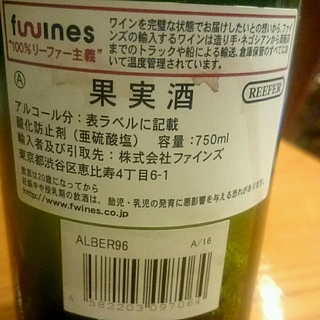 fwines
"100%リーファー主義"
ワインを完璧な状態でお届けしたいとの想いから、ファイ
ンズの輸入するワインは造り手・ネゴシアンから消費地
までのトラックや船による輸送、倉庫保管のすべてにお
いて温度管理されています。
A
果実酒
REEFER
アルコール分：表ラベルに記載
酸化防止剤（亜硫酸塩） 容量：750ml
輸入者及び引取先：株式会社ファインズ
東京都渋谷区恵比寿4丁目6-1
飲酒は20歳になってから
妊娠中や授乳期の飲酒は、胎児・乳児の発育に悪影響を与える恐れ
http://www.fwines.co.jp
ALBER96 A/16
4 582203 097064